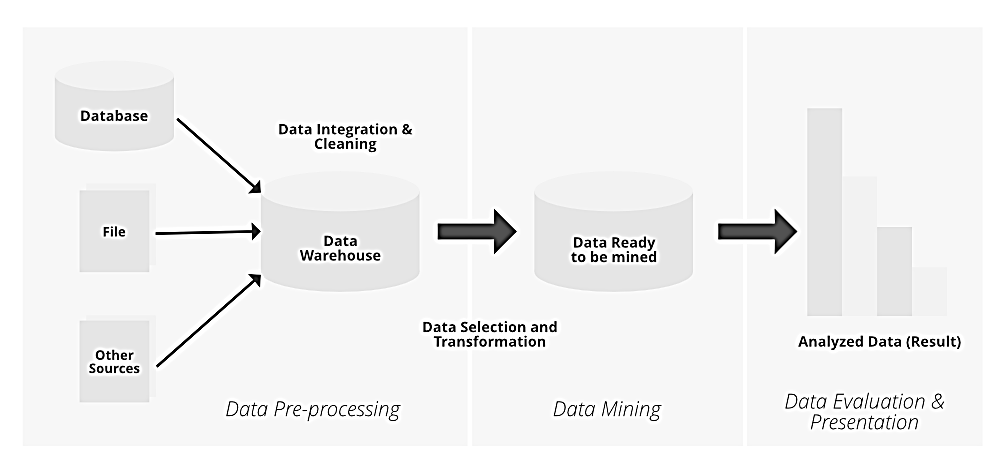 Database
Data Integration &
Cleaning
File
Data
Warehouse
Data Ready
to be mined
Other
Sources
Data Selection and
Transformation
Analyzed Data (Result)
Data Pre-processing
Data Mining
Data Evaluation &
Presentation